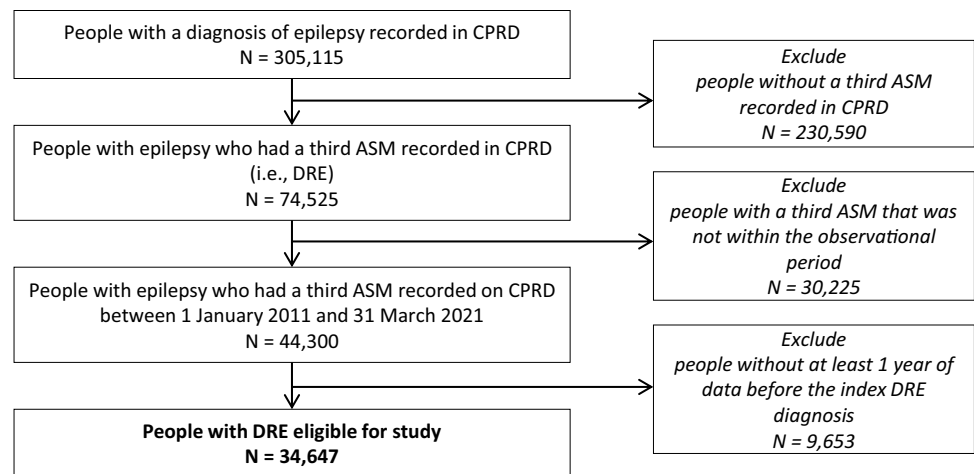 People with a diagnosis of epilepsy recorded in CPRD
N = 305,115
Exclude
people without a third ASM
recorded in CPRD
N = 230,590
People with epilepsy who had a third ASM recorded in CPRD
(i.e., DRE)
N = 74,525
Exclude
people with a third ASM that was
not within the observational
period
N = 30,225
People with epilepsy who had a third ASM recorded on CPRD
between 1 January 2011 and 31 March 2021
N = 44,300
Exclude
people without at least 1 year of
data before the index DRE
diagnosis
N = 9,653
People with DRE eligible for study
N = 34,647